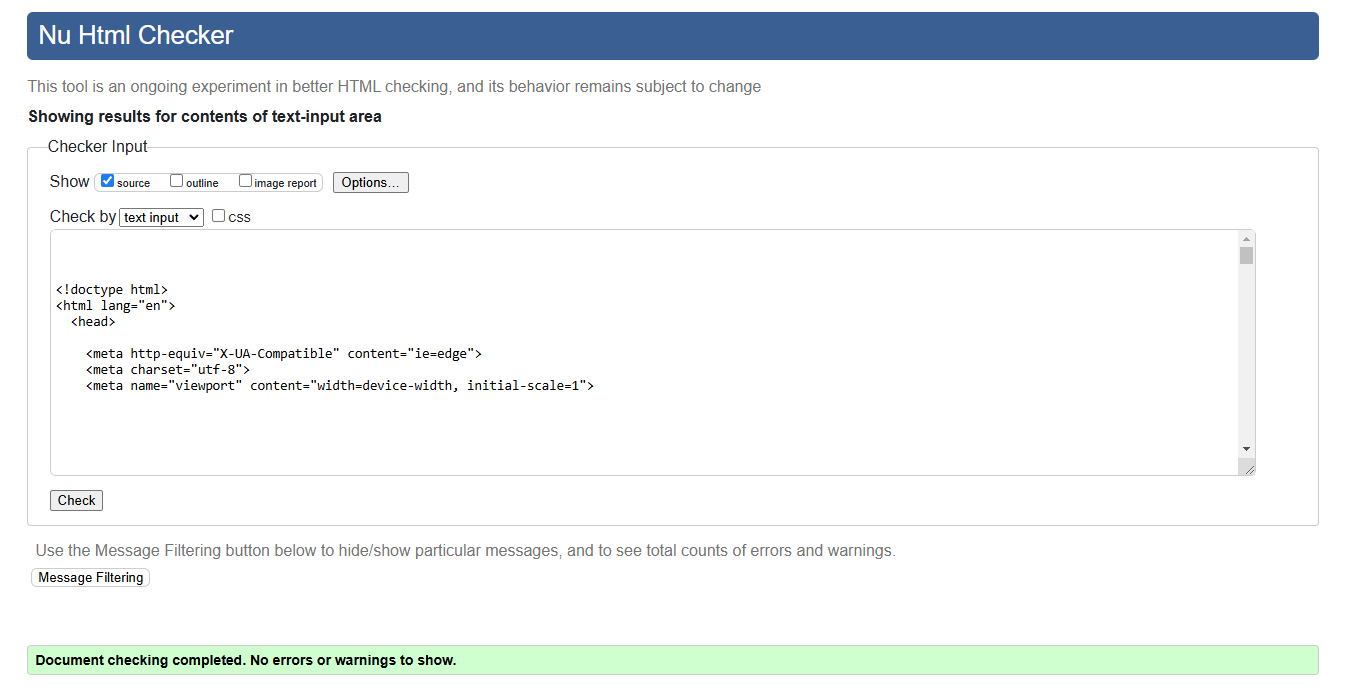 Nu Html Checker
This tool is an ongoing experiment in better HTML checking, and its behavior remains subject to change
Showing results for contents of text-input area
Checker Input
Show source outline image report Options...
Check by text input css
<!doctype html>
<html lang="en">
<head>
<meta http-equiv="X-UA-Compatible" content="ie=edge">
<meta charset="utf-8">
<meta name="viewport" content="width=device-width, initial-scale=1">
Check
Use the Message Filtering button below to hide/show particular messages, and to see total counts of errors and warnings.
Message Filtering
Document checking completed. No errors or warnings to show.